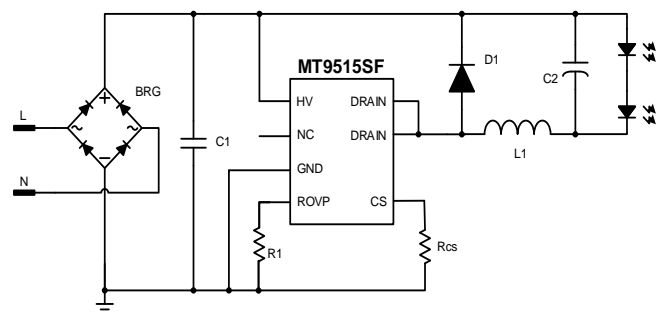 MT9515SF
D1
BRG
C2
L
HV
DRAIN
C1
NC
DRAIN
L1
GND
N
ROVP
CS
R1
Rcs